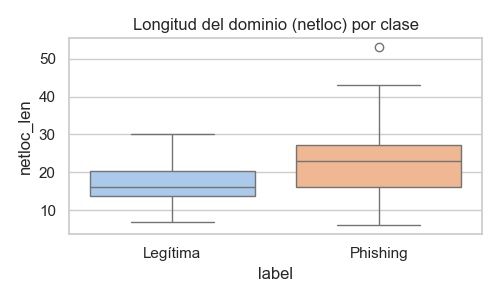 Longitud del dominio (netloc) por clase
netloc_len
50
40
30
20
10
Legítima
Phishing
label